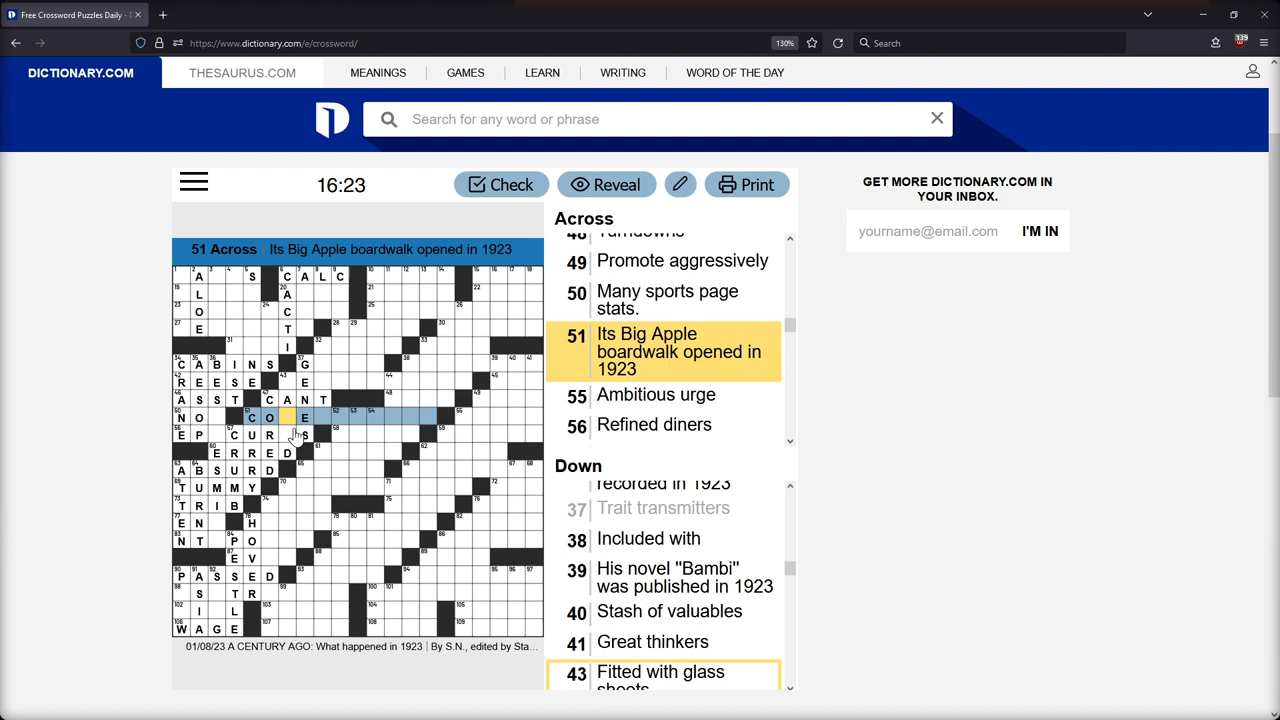 Free Crossword Puzzles Daily -
https://www.dictionary.com/e/crossword/
130%
Search
139
DICTIONARY.COM
THESAURUS.COM
MEANINGS
GAMES
LEARN
WRITING
WORD OF THE DAY
Search for any word or phrase
16:23
Check
Reveal
Print
GET MORE DICTIONARY.COM IN
YOUR INBOX.
yourname@email.com
I'M IN
51 Across Its Big Apple boardwalk opened in 1923
A S C A L C
L A
O C
E T
I
C A B I N S G
R E E S E E
A S S T C A N T
N O C O E
E P C U R S
E R R E D
A B S U R D
T U M M Y
T R I B
E N H
N T P O
E V
P A S S E D
S T R
I L
W A G E
01/08/23 A CENTURY AGO: What happened in 1923 | By S.N., edited by Sta...
Across
48 Turndowns
49 Promote aggressively
50 Many sports page
stats.
51 Its Big Apple
boardwalk opened in
1923
55 Ambitious urge
56 Refined diners
Down
recorded in 1923
37 Trait transmitters
38 Included with
39 His novel "Bambi"
was published in 1923
40 Stash of valuables
41 Great thinkers
43 Fitted with glass
sheets